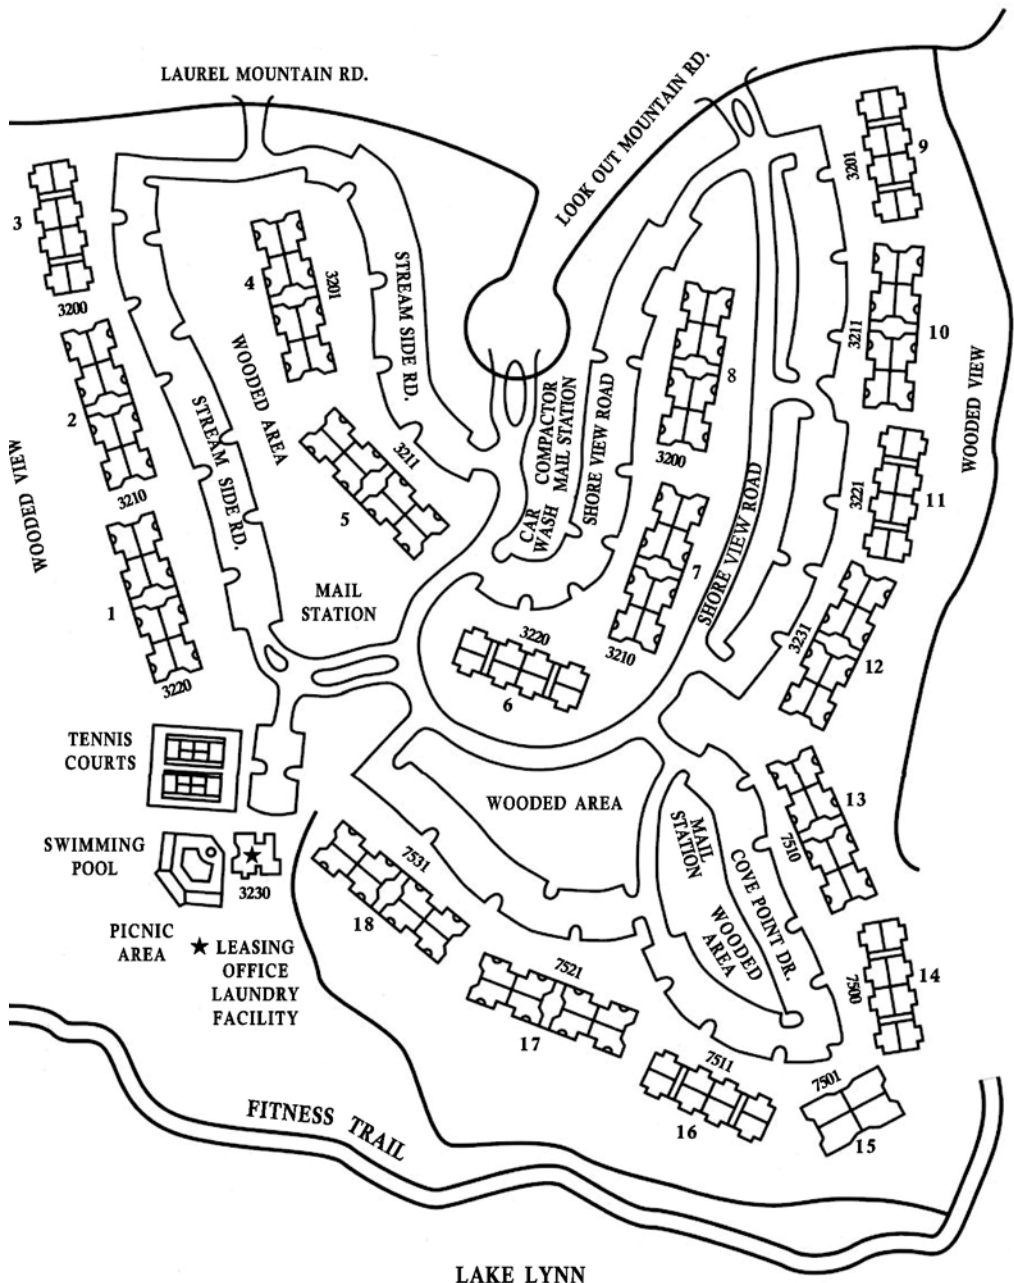 LAUREL MOUNTAIN RD.
LOOK OUT MOUNTAIN RD.
9
3201
3
3200
4
3201
STREAM SIDE RD.
WOODED AREA
10
3211
8
3200
WOODED VIEW
2
3210
WOODED VIEW
STREAM SIDE RD.
5
3211
CAR
WASH
COMPACTOR
MAIL STATION
SHORE VIEW ROAD
SHORE VIEW ROAD
11
3221
7
3210
1
3220
MAIL
STATION
3220
6
3231
12
TENNIS
COURTS
WOODED AREA
13
7510
MAIL
STATION
COVE POINT DR.
WOODED
AREA
SWIMMING
POOL
3230
7531
18
PICNIC
AREA
★ LEASING
OFFICE
LAUNDRY
FACILITY
7521
17
14
7500
7511
16
7501
15
FITNESS TRAIL
LAKE LYNN